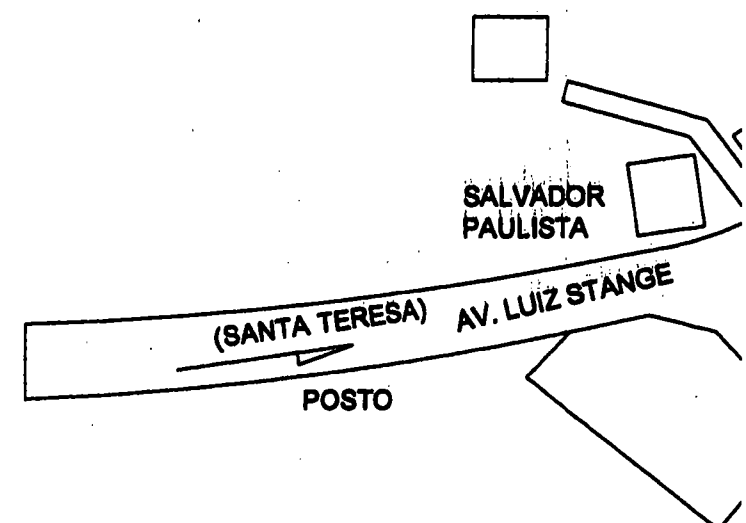 SALVADOR
PAULISTA
(SANTA TERESA)
AV. LUIZ STANGE
POSTO